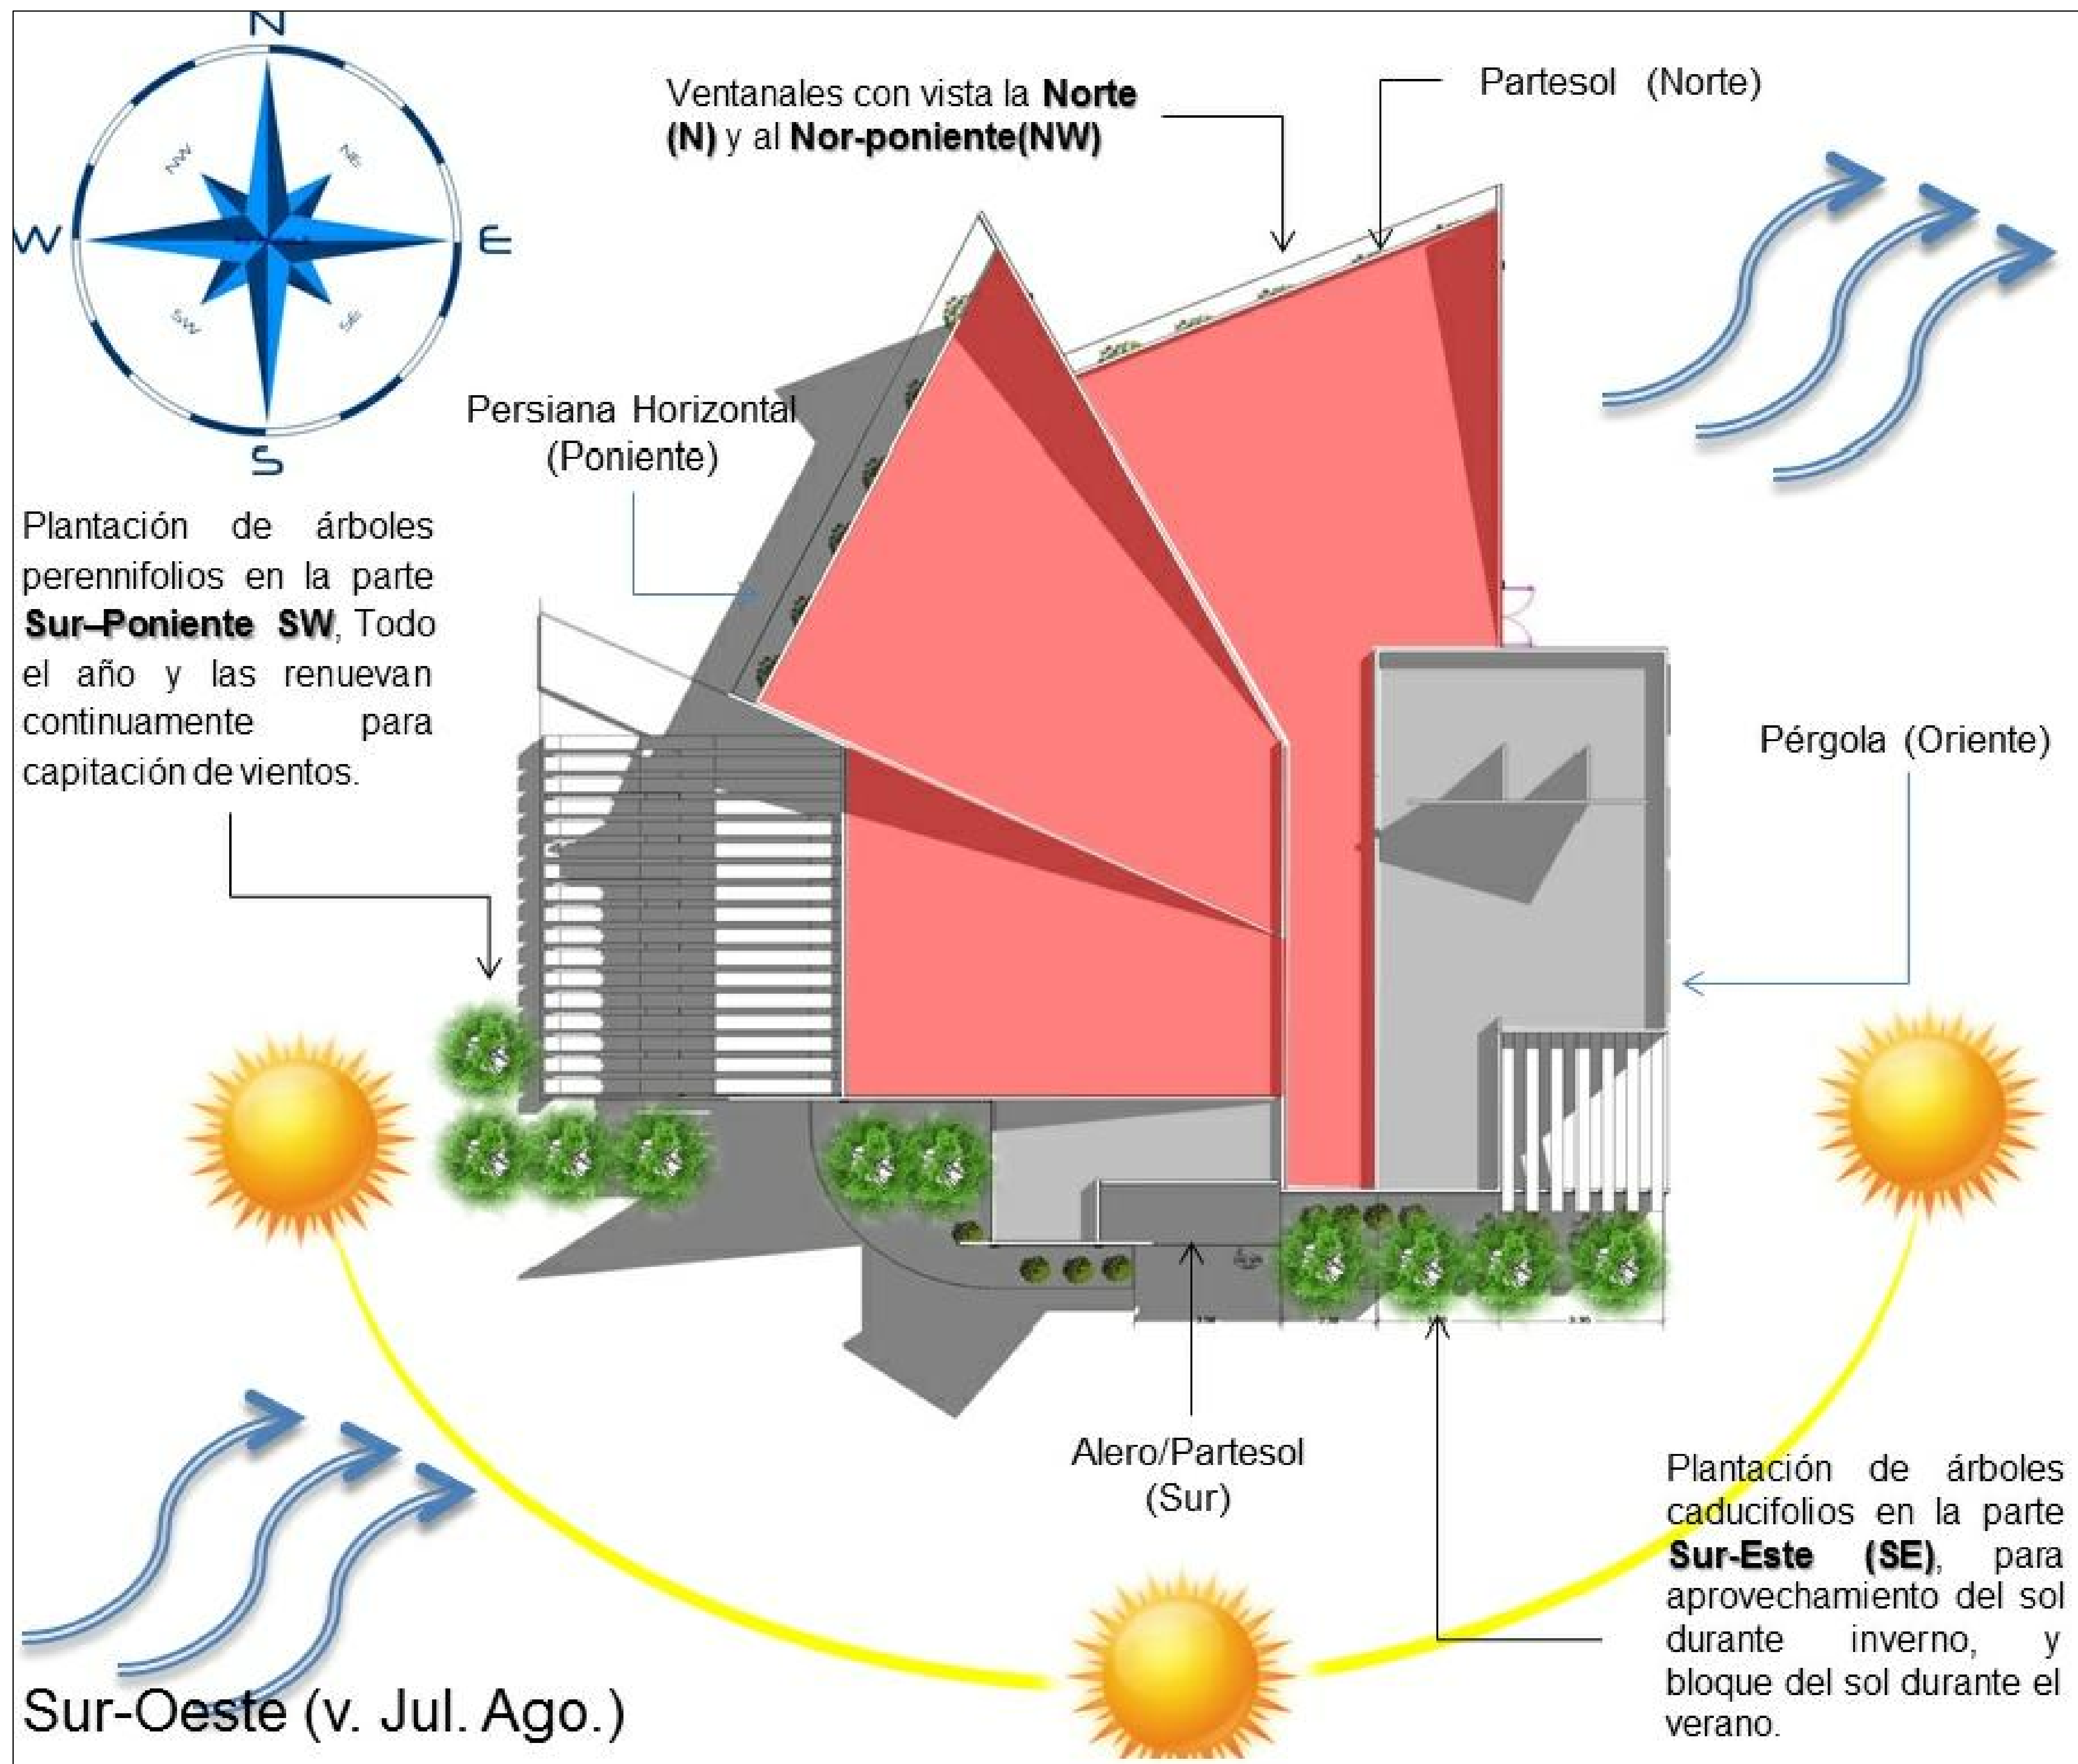 N
NW
NE
W
E
SW
SE
S
Ventanales con vista la Norte
(N) y al Nor-poniente(NW)
Partesol (Norte)
Persiana Horizontal
(Poniente)
Plantación de árboles
perennifolios en la parte
Sur–Poniente SW, Todo
el año y las renuevan
continuamente para
capitación de vientos.
Pérgola (Oriente)
Alero/Partesol
(Sur)
Plantación de árboles
caducifolios en la parte
Sur-Este (SE), para
aprovechamiento del sol
durante inverno, y
bloque del sol durante el
verano.
Sur-Oeste (v. Jul. Ago.)